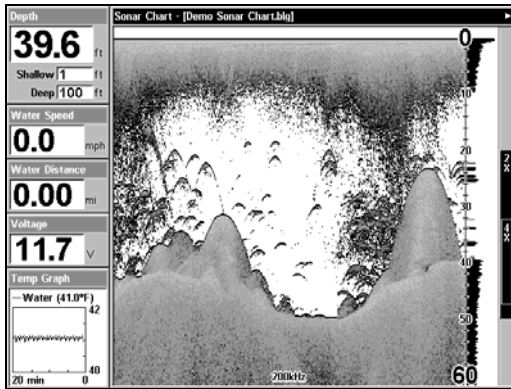 Depth
39.6 ft
Shallow 1 ft
Deep 100 ft
Water Speed
0.0 mph
Water Distance
0.00 mi
Voltage
11.7 V
Temp Graph
Water (41.0°F)
42
40
20 min 0
Sonar Chart - [Demo Sonar Chart.blg]
0
10
20
30
40
50
60
200kHz
2X
4X